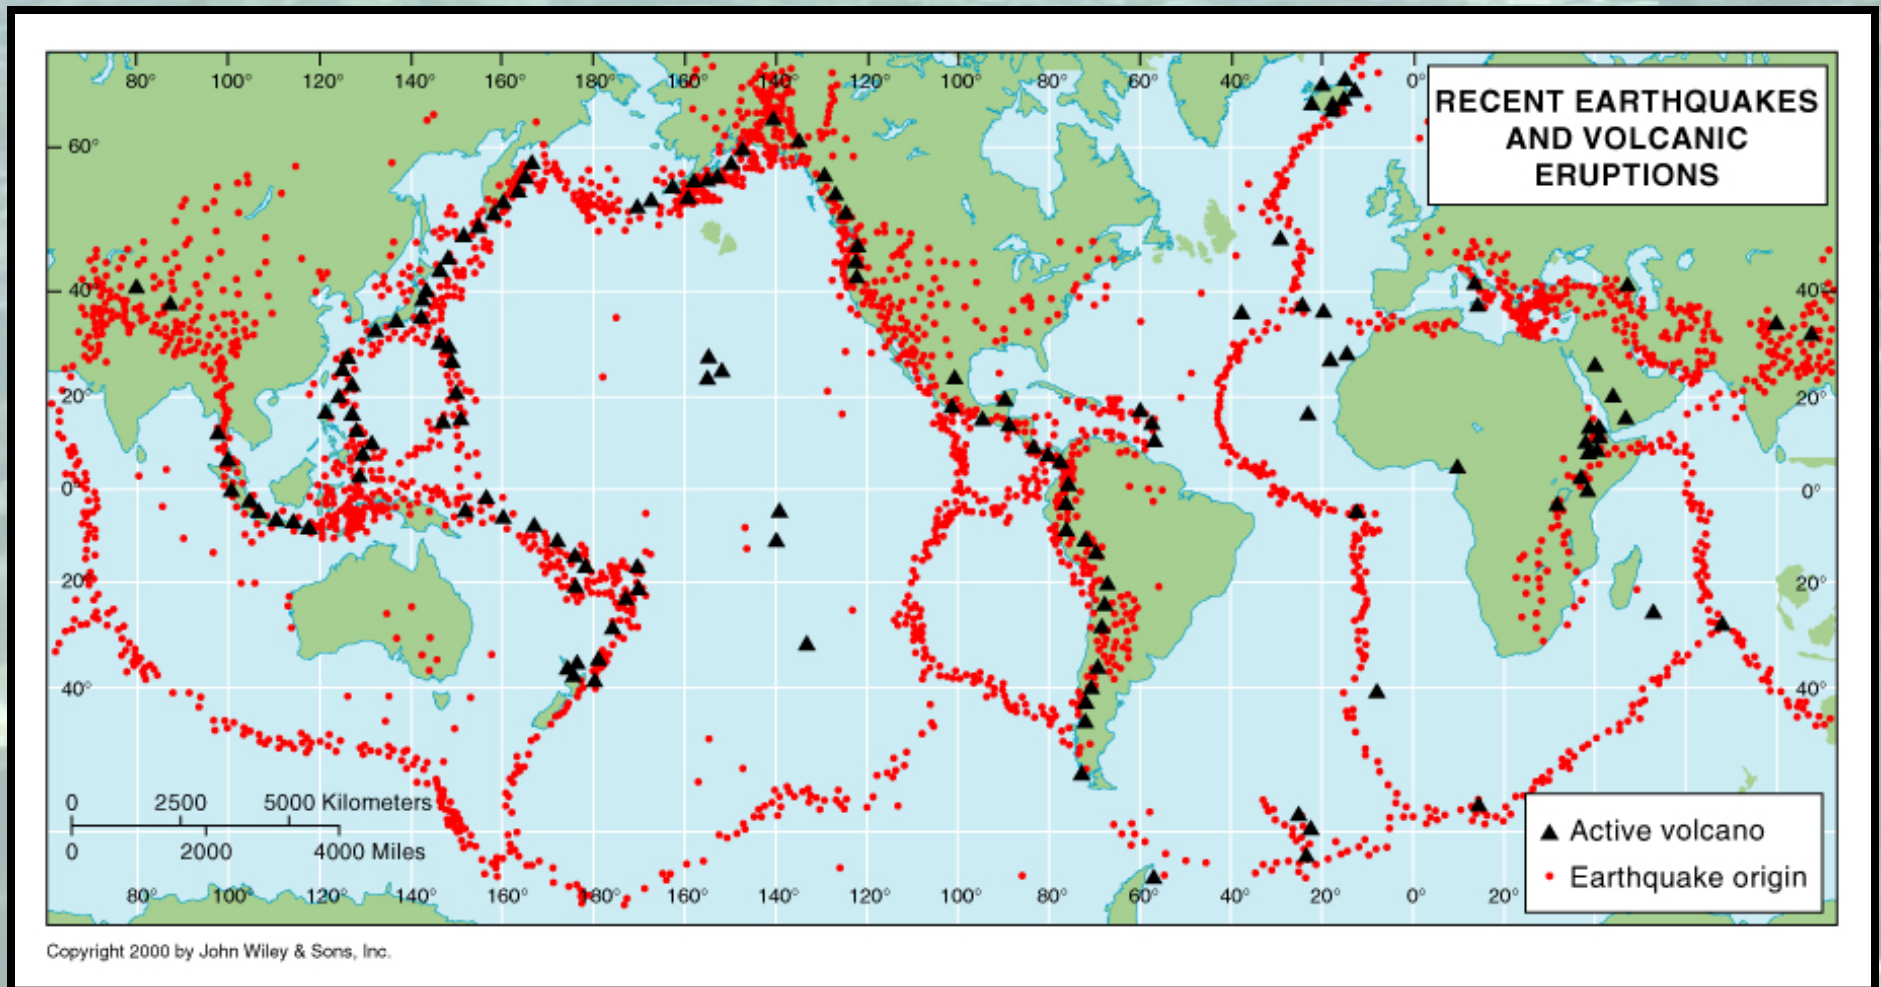 80° 100° 120° 140° 160° 180° 160° 140° 120° 100° 80° 60° 40° 20° 0°
RECENT EARTHQUAKES
AND VOLCANIC
ERUPTIONS
60°
40° 40°
20° 20°
0° 0°
20° 20°
40° 40°
0 2500 5000 Kilometers
0 2000 4000 Miles
▲ Active volcano
• Earthquake origin
80° 100° 120° 140° 160° 180° 160° 140° 120° 100° 80° 60° 40° 20° 0° 20°
Copyright 2000 by John Wiley & Sons, Inc.